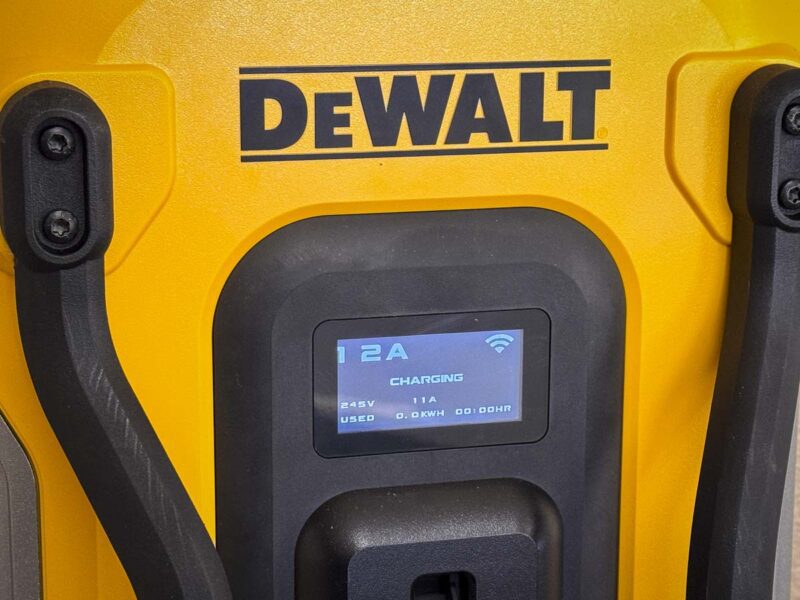 DEWALT
12A
CHARGING
245V 11A
USED 0.0KWH 00:00HR